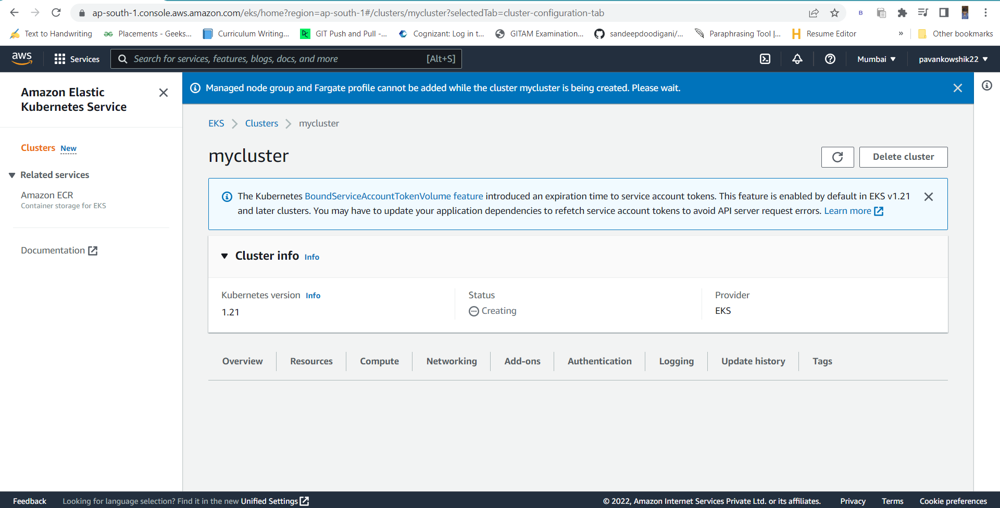 ap-south-1.console.aws.amazon.com/eks/home?region=ap-south-1#/clusters/mycluster?selectedTab=cluster-configuration-tab
B
Text to Handwriting
Placements - Geeks...
Curriculum Writing...
GIT Push and Pull -...
Cognizant: Log in t...
GITAM Examination...
sandeepdoodigani/...
Paraphrasing Tool |...
Resume Editor
»
Other bookmarks
aws
Services
Search for services, features, blogs, docs, and more
[Alt+S]
Mumbai
pavankowshik22
Amazon Elastic
Kubernetes Service
Clusters New
Related services
Amazon ECR
Container storage for EKS
Documentation
Managed node group and Fargate profile cannot be added while the cluster mycluster is being created. Please wait.
EKS
Clusters
mycluster
mycluster
Delete cluster
The Kubernetes BoundServiceAccountTokenVolume feature introduced an expiration time to service account tokens. This feature is enabled by default in EKS v1.21
and later clusters. You may have to update your application dependencies to refetch service account tokens to avoid API server request errors. Learn more
Cluster info Info
Kubernetes version Info
1.21
Status
Creating
Provider
EKS
Overview
Resources
Compute
Networking
Add-ons
Authentication
Logging
Update history
Tags
Feedback
Looking for language selection? Find it in the new Unified Settings
© 2022, Amazon Internet Services Private Ltd. or its affiliates.
Privacy
Terms
Cookie preferences